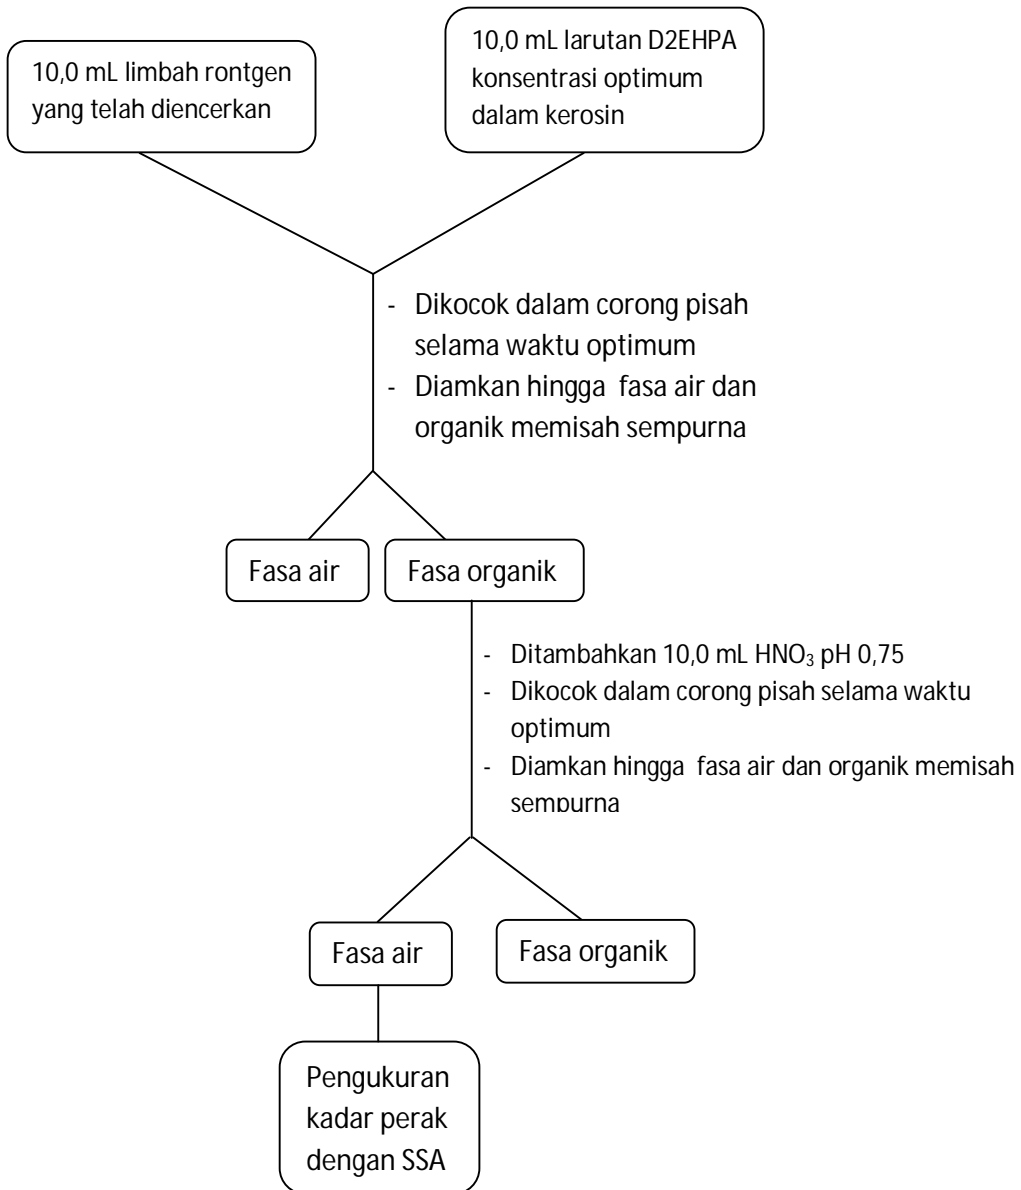 10,0 mL limbah rontgen
yang telah diencerkan
10,0 mL larutan D2EHPA
konsentrasi optimum
dalam kerosin
- Dikocok dalam corong pisah
selama waktu optimum
- Diamkan hingga fasa air dan
organik memisah sempurna
Fasa air
Fasa organik
- Ditambahkan 10,0 mL HNO₃ pH 0,75
- Dikocok dalam corong pisah selama waktu
optimum
- Diamkan hingga fasa air dan organik memisah
sempurna
Fasa air
Fasa organik
Pengukuran
kadar perak
dengan SSA